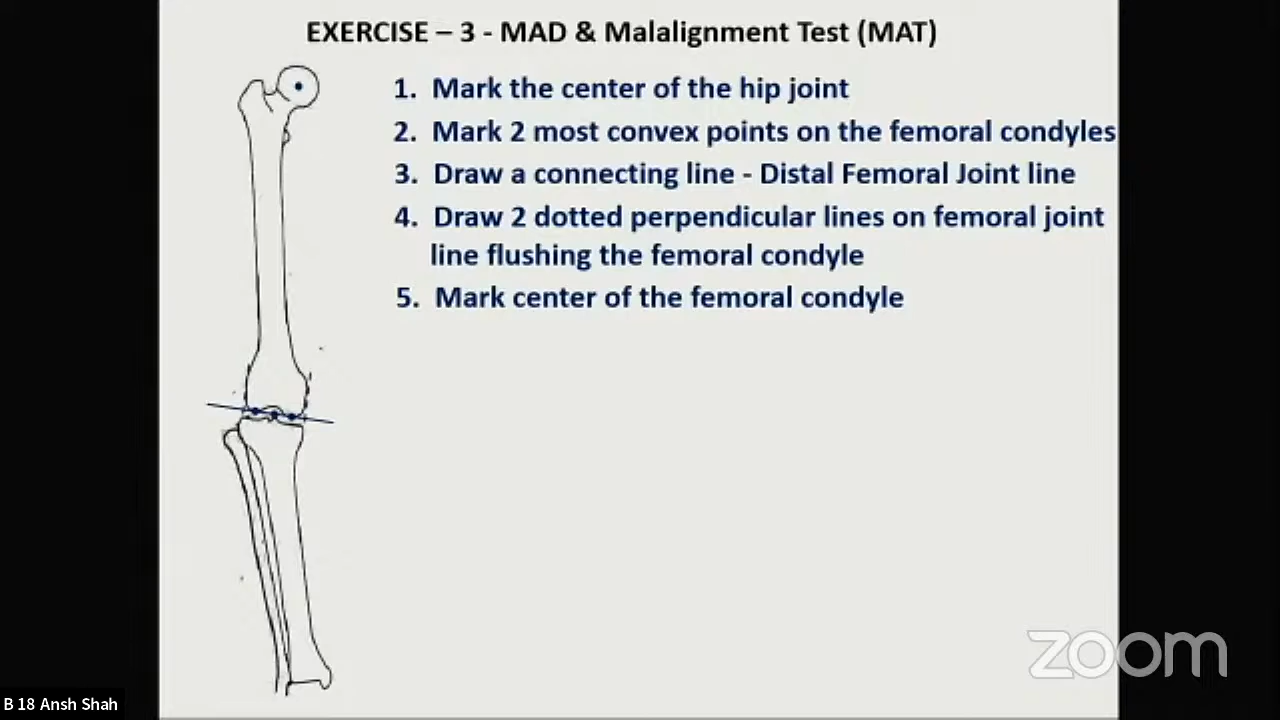 EXERCISE – 3 - MAD & Malalignment Test (MAT)
1. Mark the center of the hip joint
2. Mark 2 most convex points on the femoral condyles
3. Draw a connecting line - Distal Femoral Joint line
4. Draw 2 dotted perpendicular lines on femoral joint
line flushing the femoral condyle
5. Mark center of the femoral condyle
zoom
B 18 Ansh Shah